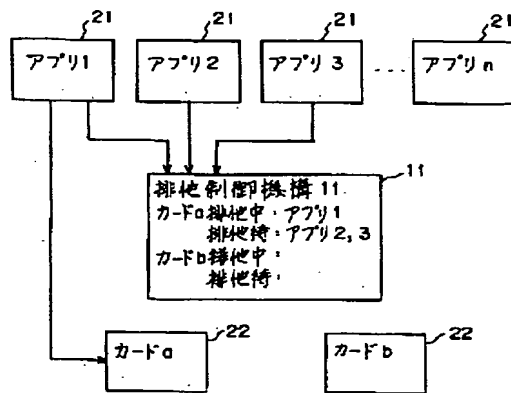 21 21 21 21
アプリ1 アプリ2 アプリ3 アプリn
11
排他制御機構11
カードa排他中:アプリ1
排他待:アプリ2,3
カードb排他中:
排他待:
22 22
カードa カードb